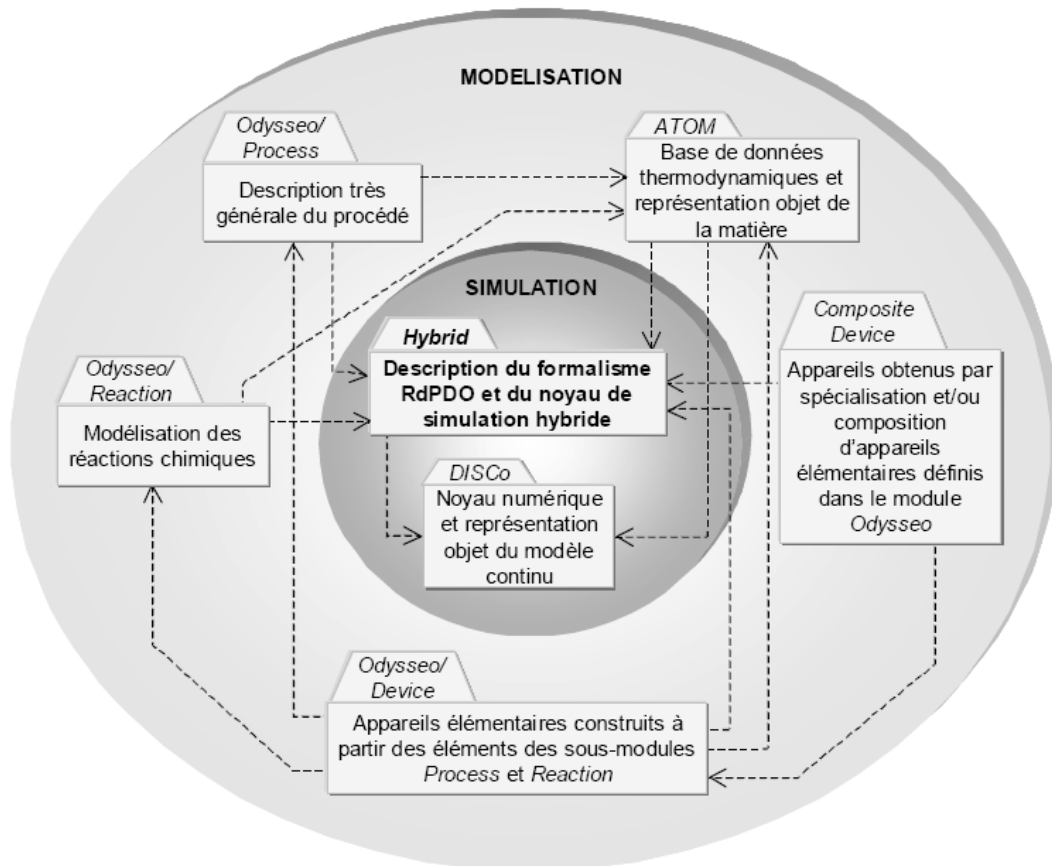 MODELISATION
Odysseo/
Process
Description très
générale du procédé
ATOM
Base de données
thermodynamiques et
représentation objet de
la matière
SIMULATION
Hybrid
Description du formalisme
RdPDO et du noyau de
simulation hybride
Composite
Device
Appareils obtenus par
spécialisation et/ou
composition
d'appareils
élémentaires définis
dans le module
Odysseo
Odysseo/
Reaction
Modélisation des
réactions chimiques
DISCo
Noyau numérique
et représentation
objet du modèle
continu
Odysseo/
Device
Appareils élémentaires construits à
partir des éléments des sous-modules
Process et Reaction